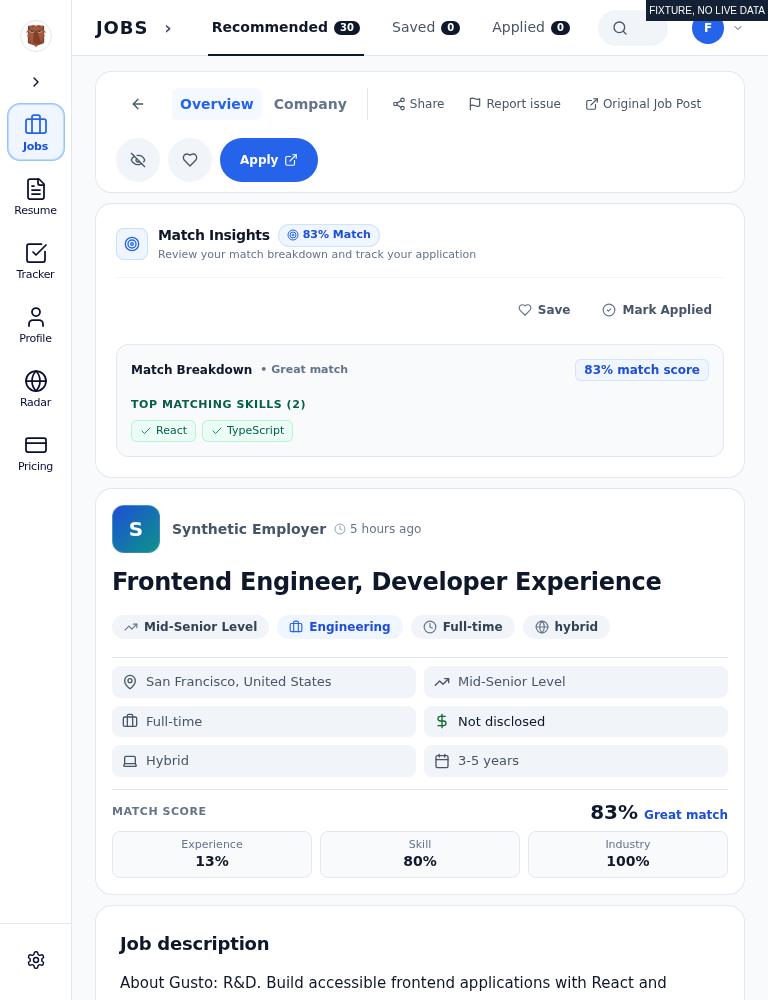 FIXTURE, NO LIVE DATA
JOBS
Recommended 30
Saved 0
Applied 0
F
Jobs
Resume
Tracker
Profile
Radar
Pricing
Overview
Company
Share
Report issue
Original Job Post
Apply
Match Insights
83% Match
Review your match breakdown and track your application
Save
Mark Applied
Match Breakdown
• Great match
83% match score
TOP MATCHING SKILLS (2)
React
TypeScript
S
Synthetic Employer
5 hours ago
Frontend Engineer, Developer Experience
Mid-Senior Level
Engineering
Full-time
hybrid
San Francisco, United States
Mid-Senior Level
Full-time
Not disclosed
Hybrid
3-5 years
MATCH SCORE
83% Great match
Experience
13%
Skill
80%
Industry
100%
Job description
About Gusto: R&D. Build accessible frontend applications with React and